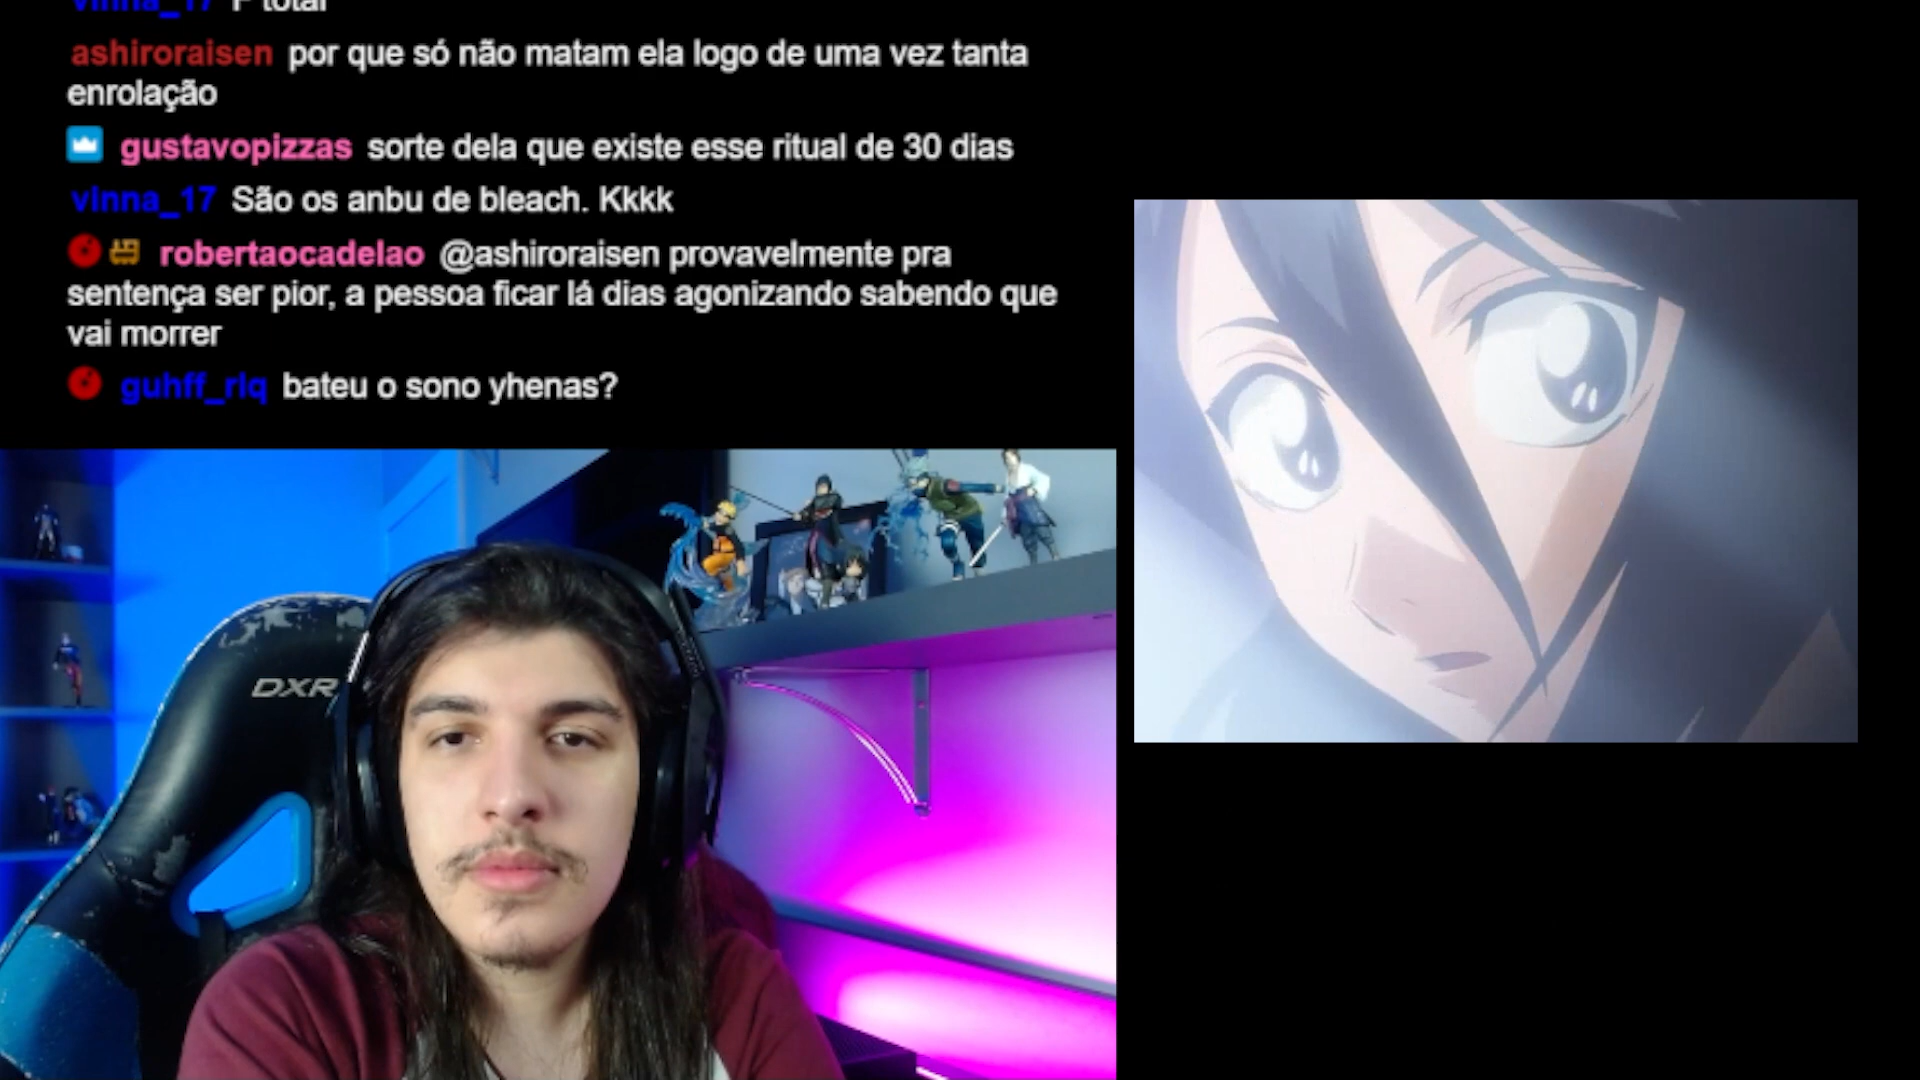 vinna_17 F total
ashiroraisen por que só não matam ela logo de uma vez tanta
enrolação
gustavopizzas sorte dela que existe esse ritual de 30 dias
vinna_17 São os anbu de bleach. Kkkk
robertaocadelao @ashiroraisen provavelmente pra
sentença ser pior, a pessoa ficar lá dias agonizando sabendo que
vai morrer
guhff_rlq bateu o sono yhenas?
DXR